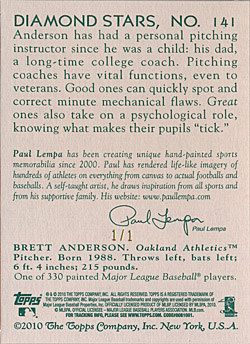 DIAMOND STARS, NO. 141
Anderson has had a personal pitching
instructor since he was a child: his dad,
a long-time college coach. Pitching
coaches have vital functions, even to
veterans. Good ones can quickly spot and
correct minute mechanical flaws. Great
ones also take on a psychological role,
knowing what makes their pupils "tick."
Paul Lempa has been creating unique hand-painted sports
memorabilia since 2000. Paul has rendered life-like imagery of
hundreds of athletes on everything from canvas to actual footballs and
baseballs. A self-taught artist, he draws inspiration from all sports and
from his supportive family. His website: www.paullempa.com
Paul Lempa
Paul Lempa
1/1
BRETT ANDERSON. Oakland Athletics™
Pitcher. Born 1988. Throws left, bats left;
6 ft. 4 inches; 215 pounds.
One of 330 painted Major League Baseball® players.
Topps
©2010 The Topps Company, Inc. New York, U.S.A.